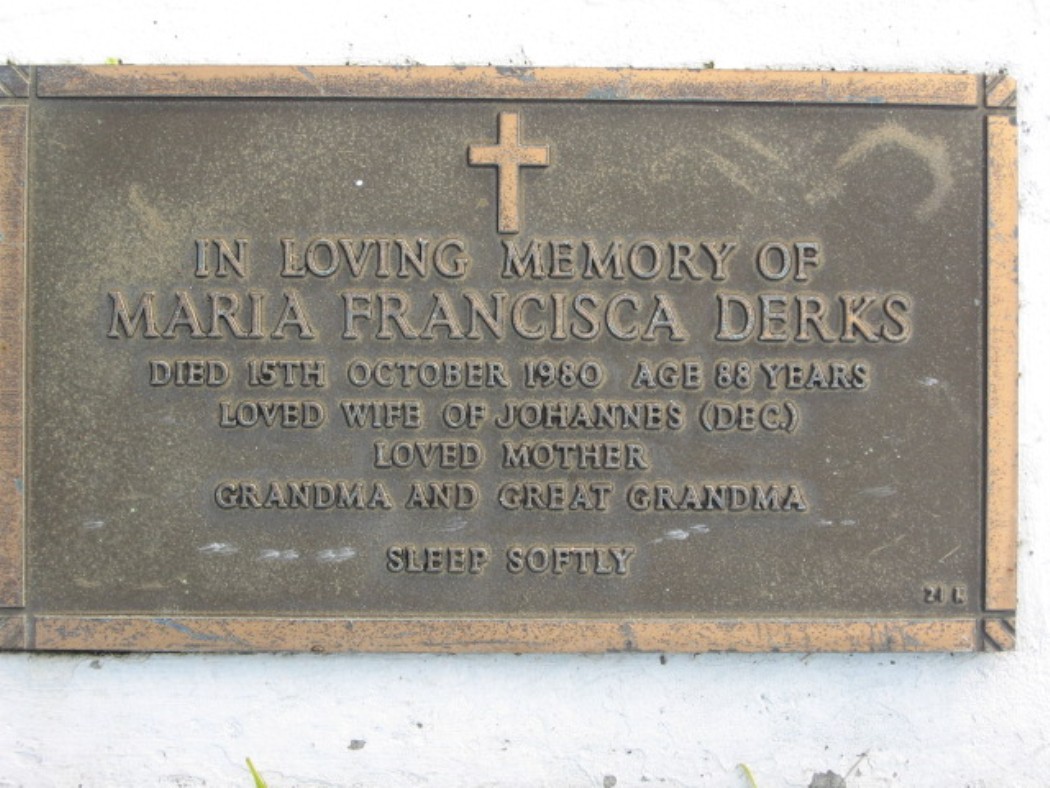 IN LOVING MEMORY OF
MARIA FRANCISCA DERKS
DIED 15TH OCTOBER 1980 AGE 88 YEARS
LOVED WIFE OF JOHANNES (DEC.)
LOVED MOTHER
GRANDMA AND GREAT GRANDMA
SLEEP SOFTLY